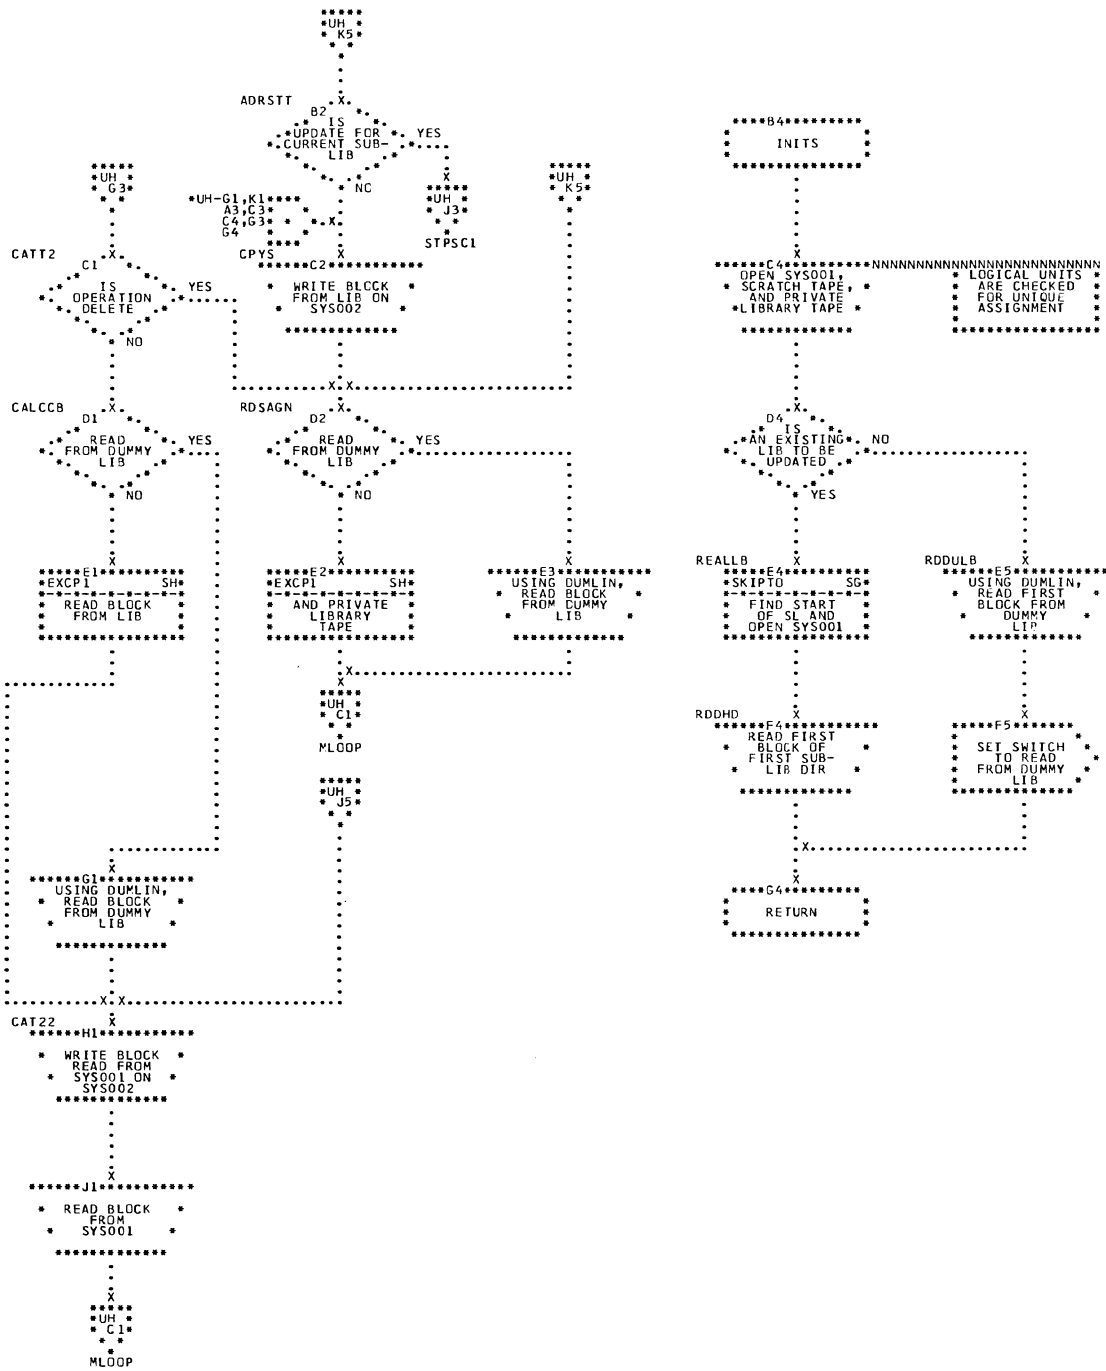 UH
K5
ADRSTT
B2
IS
UPDATE FOR
CURRENT SUB-
LIB
YES
NO
UH
J3
STPSC1
UH
G3
*UH-G1,K1
A3,C3
C4,G3
G4
UH
K5
B4
INITS
CATT2
C1
IS
OPERATION
DELETE
YES
NO
CPYS
C2
WRITE BLOCK
FROM LIB ON
SYS002
C4
OPEN SYS001,
SCRATCH TAPE,
AND PRIVATE
LIBRARY TAPE
NNNNNNNNNNNNNNNNNNNNNNNNNNN
LOGICAL UNITS
ARE CHECKED
FOR UNIQUE
ASSIGNMENT
CALCCB
D1
READ
FROM DUMMY
LIB
YES
NO
RDSAGN
D2
READ
FROM DUMMY
LIB
YES
NO
D4
IS
AN EXISTING
LIB TO BE
UPDATED
NO
YES
E1
EXCP1 SH
READ BLOCK
FROM LIB
E2
EXCP1 SH
AND PRIVATE
LIBRARY
TAPE
E3
USING DUMLIN,
READ BLOCK
FROM DUMMY
LIB
REALLB
E4
SKIPTO SG
FIND START
OF SL AND
OPEN SYS001
RDDULB
E5
USING DUMLIN,
READ FIRST
BLOCK FROM
DUMMY
LIB
UH
C1
MLOOP
RDDHD
F4
READ FIRST
BLOCK OF
FIRST SUB-
LIB DIR
F5
SET SWITCH
TO READ
FROM DUMMY
LIB
UH
J5
G1
USING DUMLIN,
READ BLOCK
FROM DUMMY
LIB
G4
RETURN
CAT22
H1
WRITE BLOCK
READ FROM
SYS001 ON
SYS002
J1
READ BLOCK
FROM
SYS001
UH
C1
MLOOP